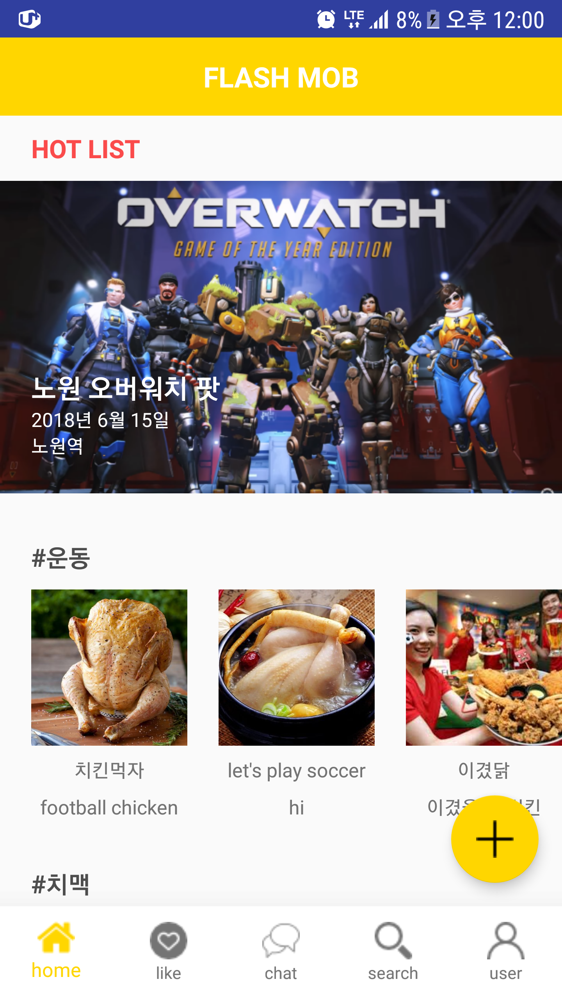 LTE 8% 오후 12:00
FLASH MOB
HOT LIST
OVERWATCH
GAME OF THE YEAR EDITION
노원 오버워치 팟
2018년 6월 15일
노원역
#운동
치킨먹자 let's play soccer 이겼닭
football chicken hi 이겼 킨
#치맥
home like chat search user